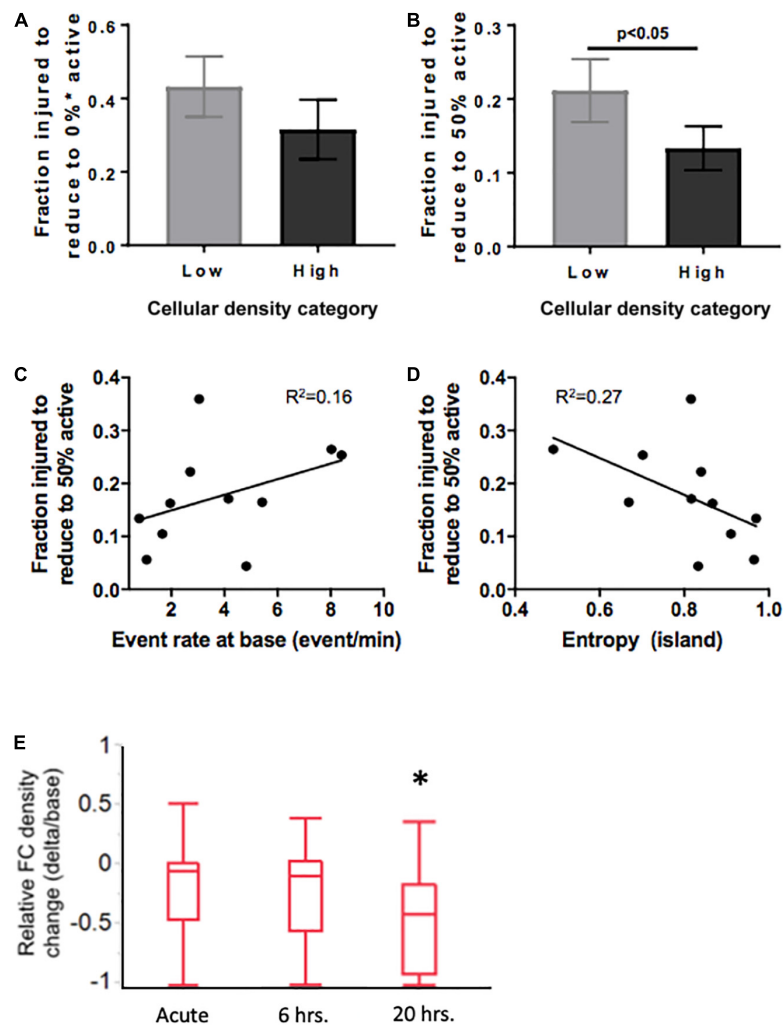 A
Fraction injured to
reduce to 0%* active
0.6
0.4
0.2
0.0
Low
High
Cellular density category
B
Fraction injured to
reduce to 50% active
p<0.05
0.3
0.2
0.1
0.0
Low
High
Cellular density category
C
Fraction injured to
reduce to 50% active
R²=0.16
0.4
0.3
0.2
0.1
0.0
2
4
6
8
10
Event rate at base (event/min)
D
Fraction injured to
reduce to 50% active
R²=0.27
0.4
0.3
0.2
0.1
0.0
0.4
0.6
0.8
1.0
Entropy (island)
E
Relative FC density
change (delta/base)
1
0.5
0
-0.5
-1
*
Acute
6 hrs.
20 hrs.